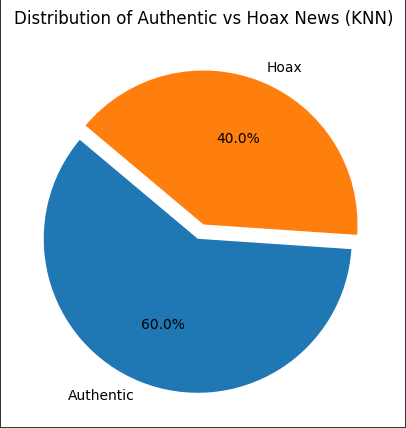 Distribution of Authentic vs Hoax News (KNN)
Hoax
40.0%
60.0%
Authentic